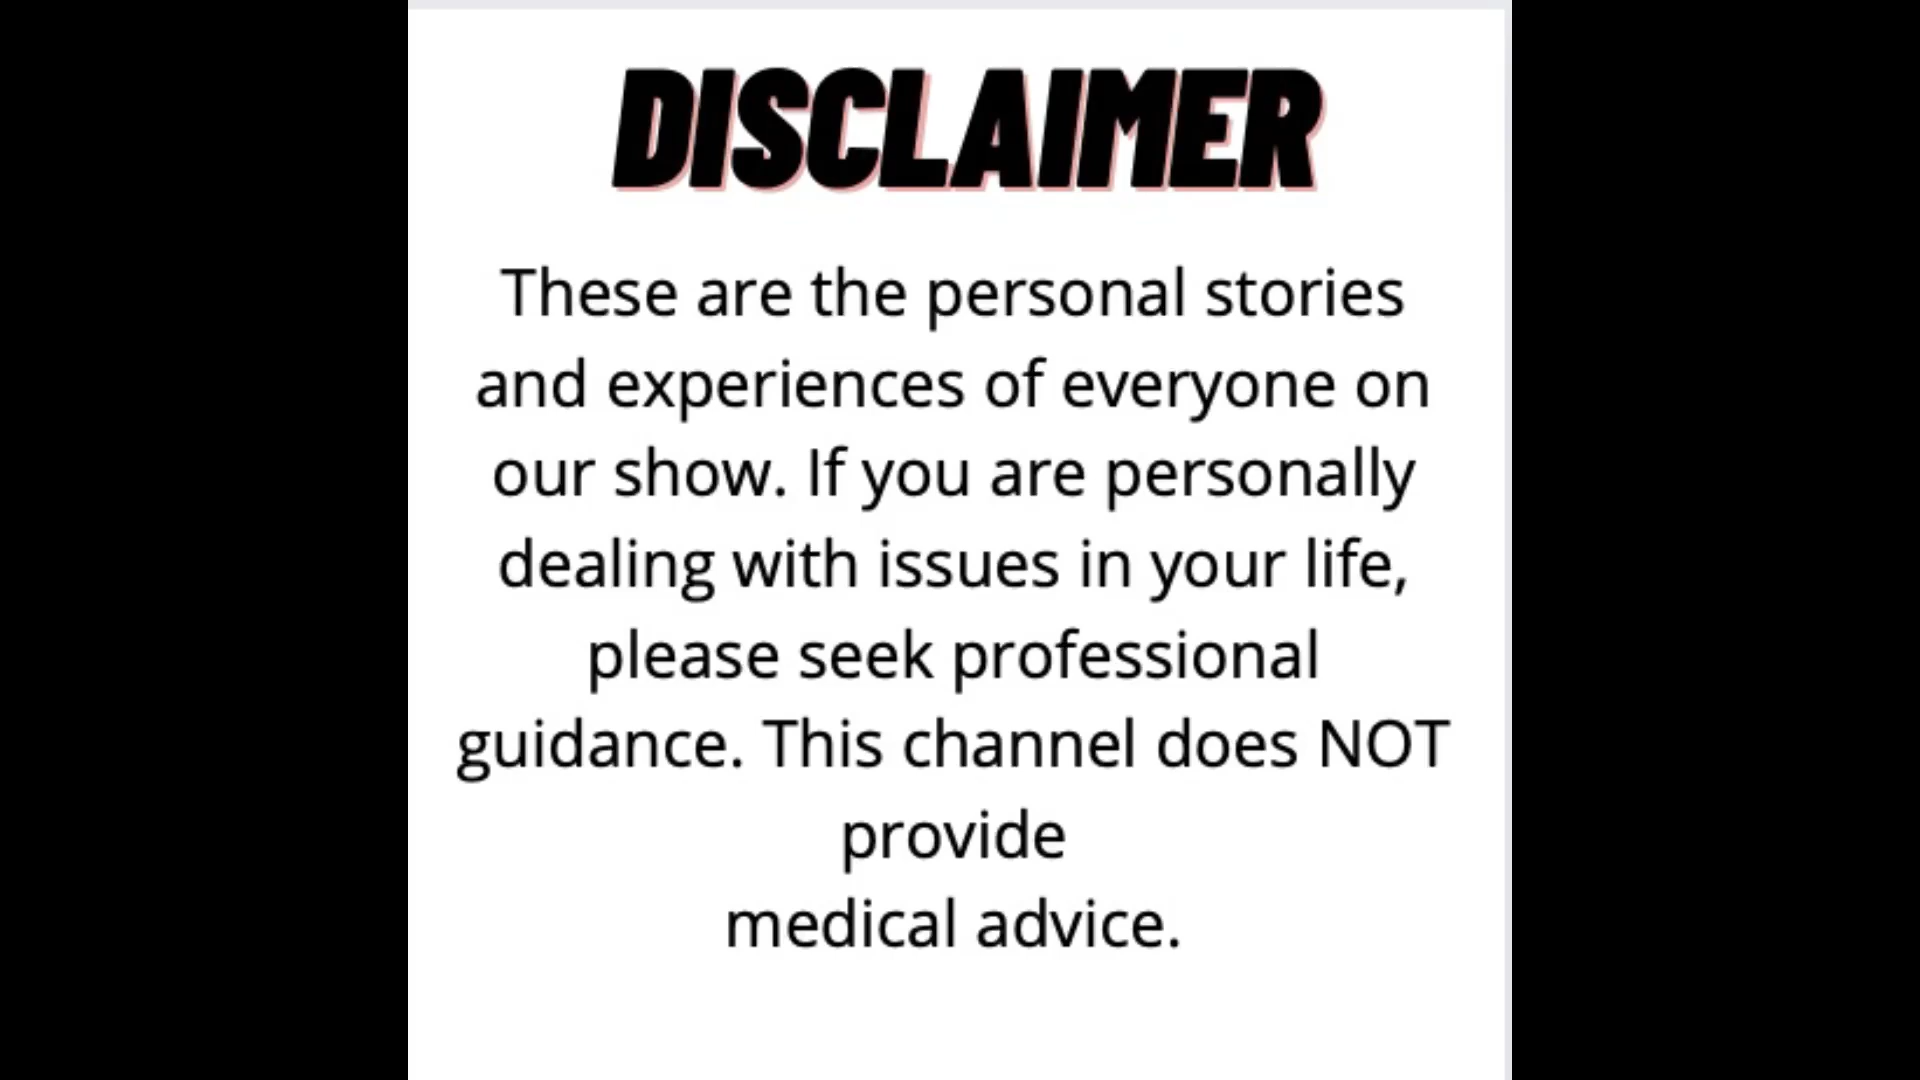 DISCLAIMER
These are the personal stories
and experiences of everyone on
our show. If you are personally
dealing with issues in your life,
please seek professional
guidance. This channel does NOT
provide
medical advice.